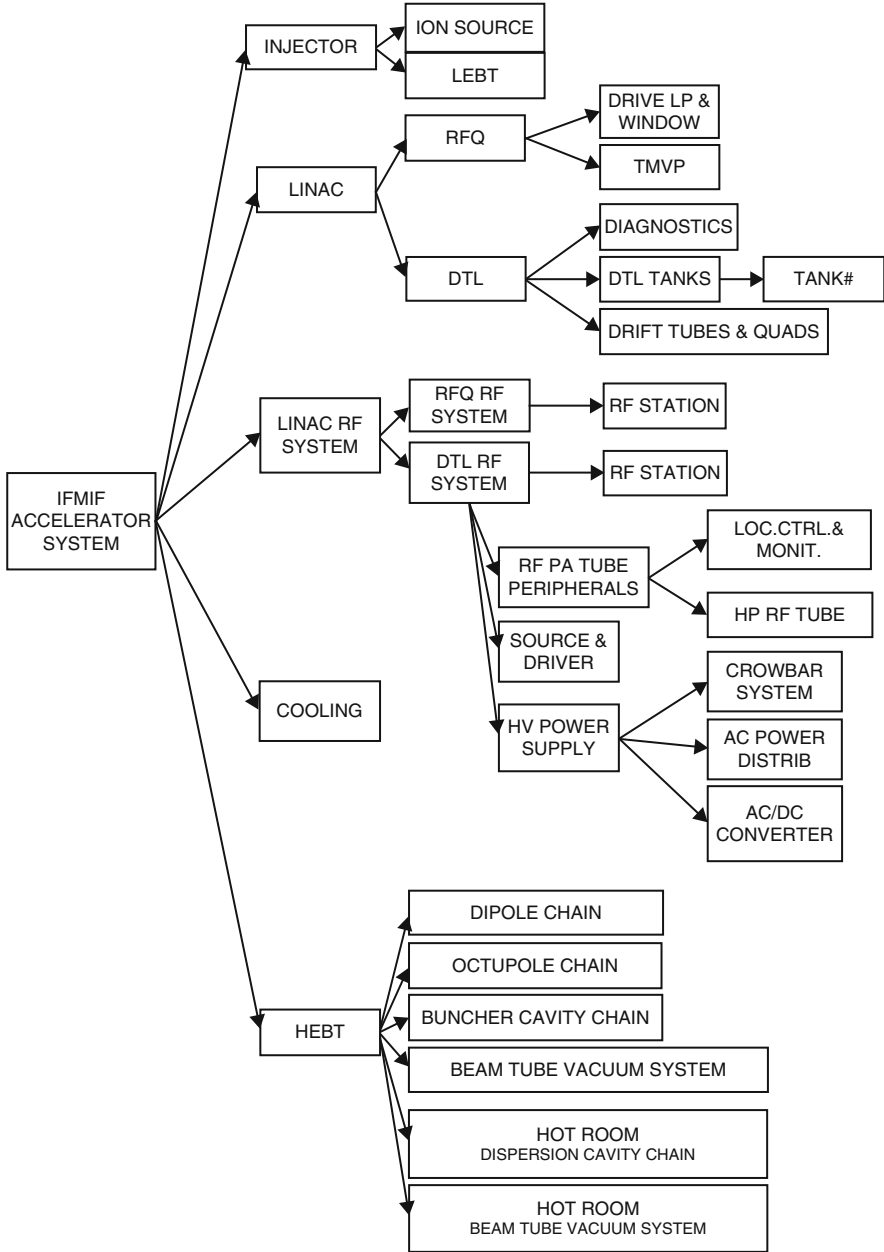 ION SOURCE
INJECTOR
LEBT
DRIVE LP &
WINDOW
RFQ
TMVP
LINAC
DIAGNOSTICS
DTL
DTL TANKS
TANK#
DRIFT TUBES & QUADS
RFQ RF
SYSTEM
RF STATION
LINAC RF
SYSTEM
DTL RF
SYSTEM
RF STATION
IFMIF
ACCELERATOR
SYSTEM
LOC.CTRL.&
MONIT.
RF PA TUBE
PERIPHERALS
HP RF TUBE
SOURCE &
DRIVER
CROWBAR
SYSTEM
COOLING
HV POWER
SUPPLY
AC POWER
DISTRIB
AC/DC
CONVERTER
DIPOLE CHAIN
OCTUPOLE CHAIN
BUNCHER CAVITY CHAIN
HEBT
BEAM TUBE VACUUM SYSTEM
HOT ROOM
DISPERSION CAVITY CHAIN
HOT ROOM
BEAM TUBE VACUUM SYSTEM